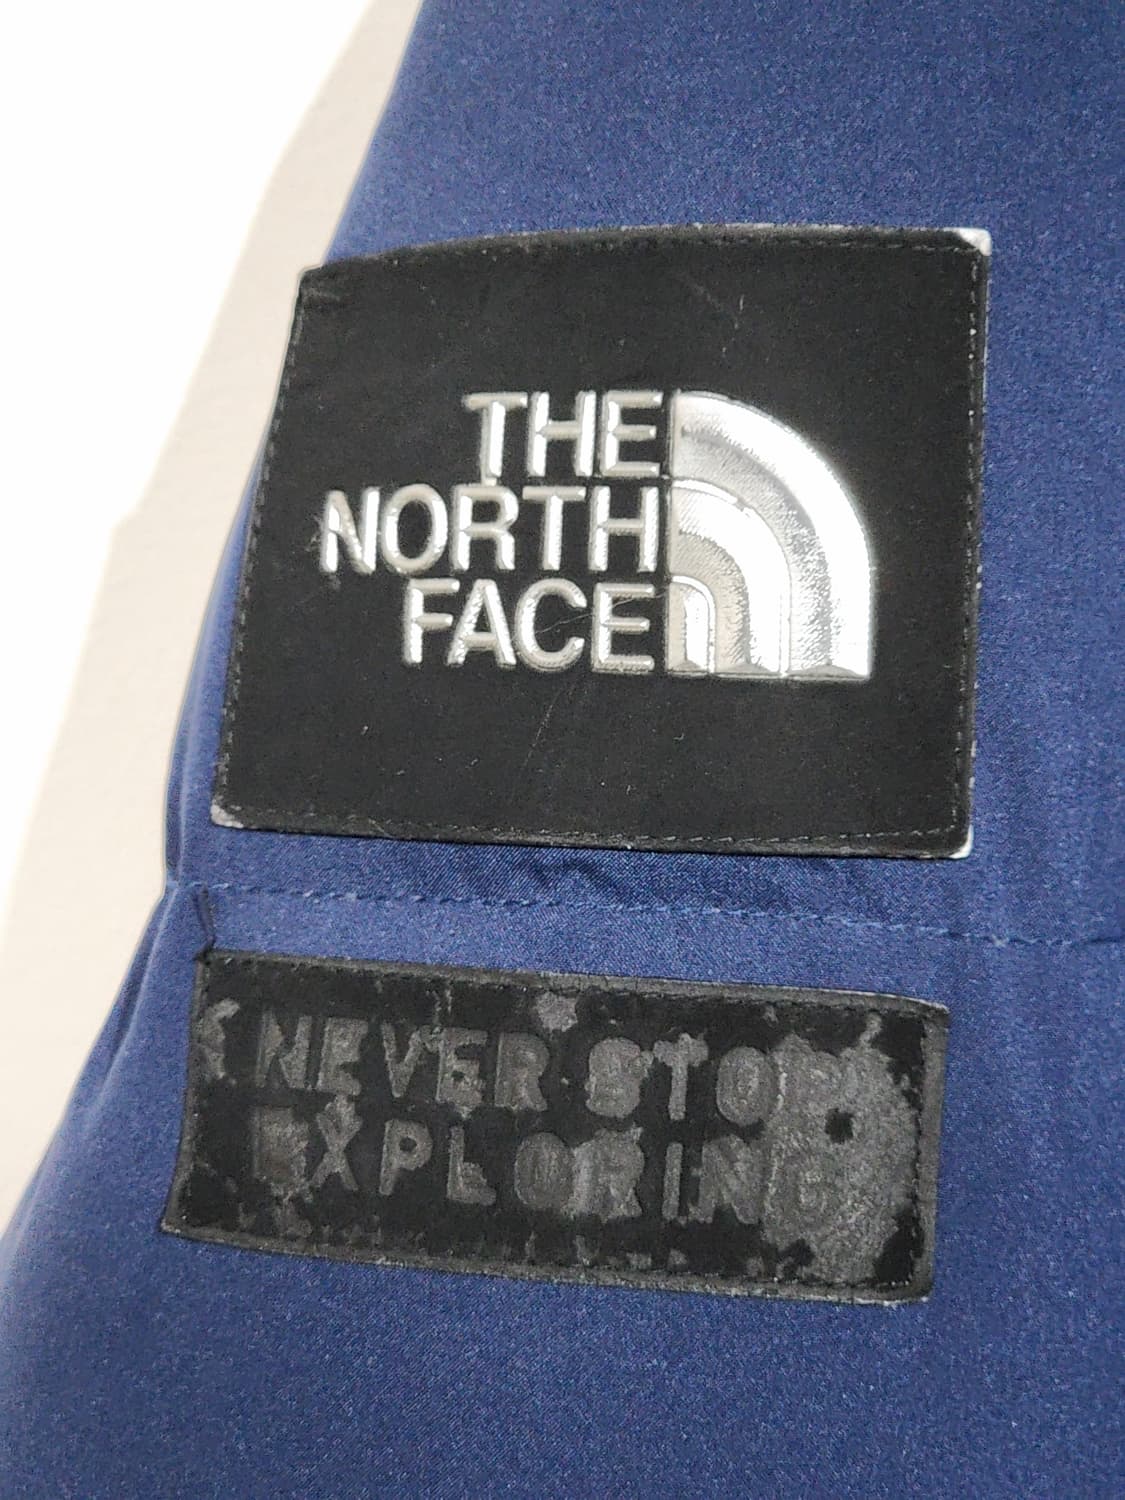 THE
NORTH
FACE
NEVER STOP
EXPLORING